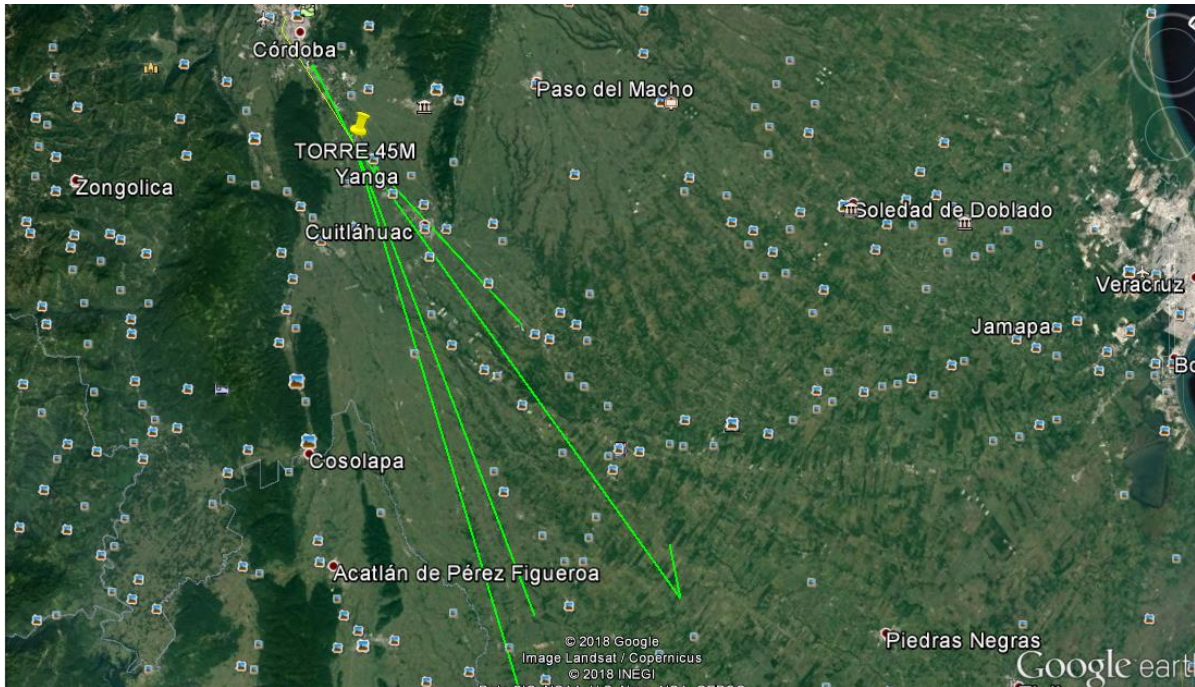 Córdoba
Paso del Macho
TORRE 45M
Yanga
Zongolica
Soledad de Doblado
Cuitláhuac
Veracruz
Jamapa
Bo
Cosolapa
Acatlán de Pérez Figueroa
Piedras Negras
© 2018 Google
Image Landsat / Copernicus
© 2018 INEGI
Google earth